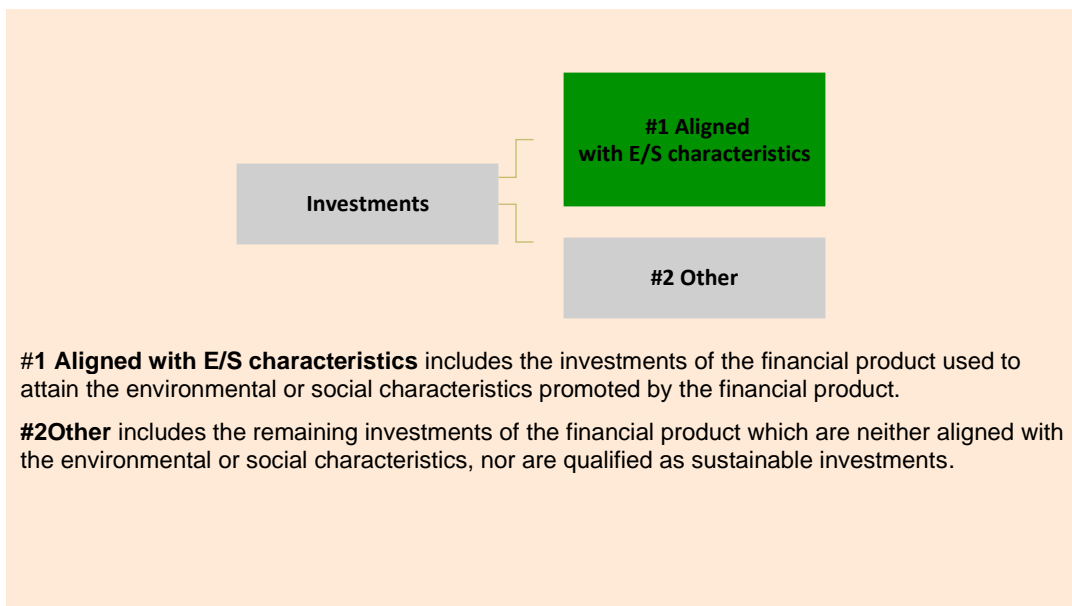 #1 Aligned
with E/S characteristics
Investments
#2 Other
#1 Aligned with E/S characteristics includes the investments of the financial product used to
attain the environmental or social characteristics promoted by the financial product.
#2Other includes the remaining investments of the financial product which are neither aligned with
the environmental or social characteristics, nor are qualified as sustainable investments.